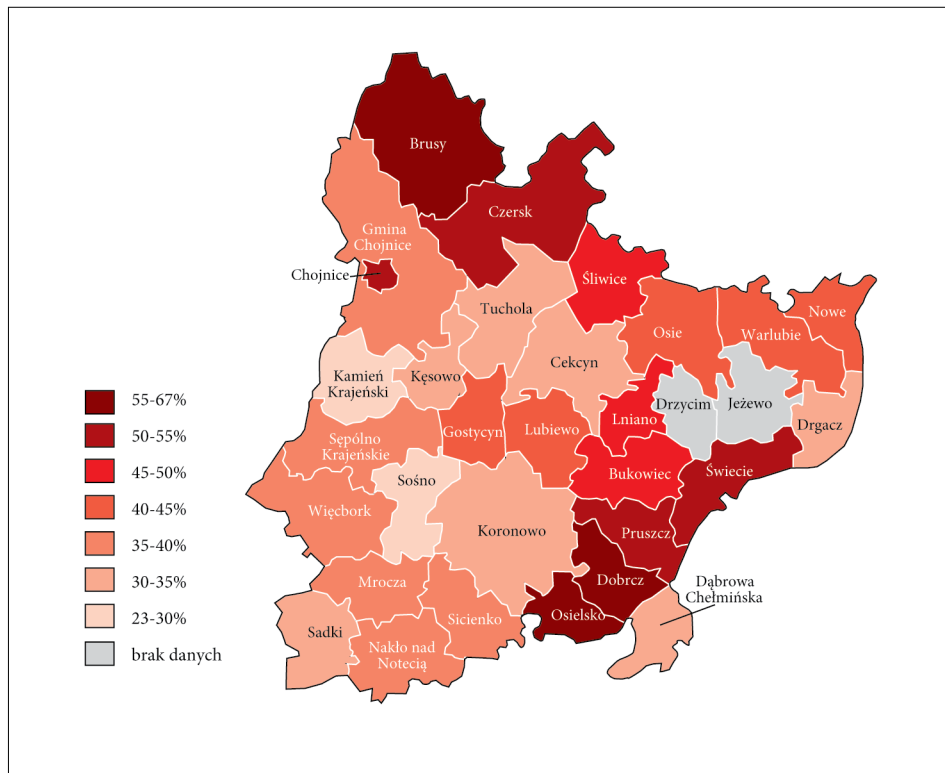 Brusy
Czersk
Gmina
Chojnice
Chojnice
Śliwice
Tuchola
Nowe
Osie
Warlubie
Cekcyn
Kamień
Krajeński
Kęsowo
Drzycim
Jeżewo
Lniano
Drgacz
Gostycyn
Lubiewo
Sępólno
Krajeńskie
Świecie
Sośno
Bukowiec
Więcbork
Koronowo
Pruszcz
Dobrcz
Dąbrowa
Chełmińska
Mrocza
Osielsko
Sicienko
Sadki
Nakło nad
Notecią
55-67%
50-55%
45-50%
40-45%
35-40%
30-35%
23-30%
brak danych